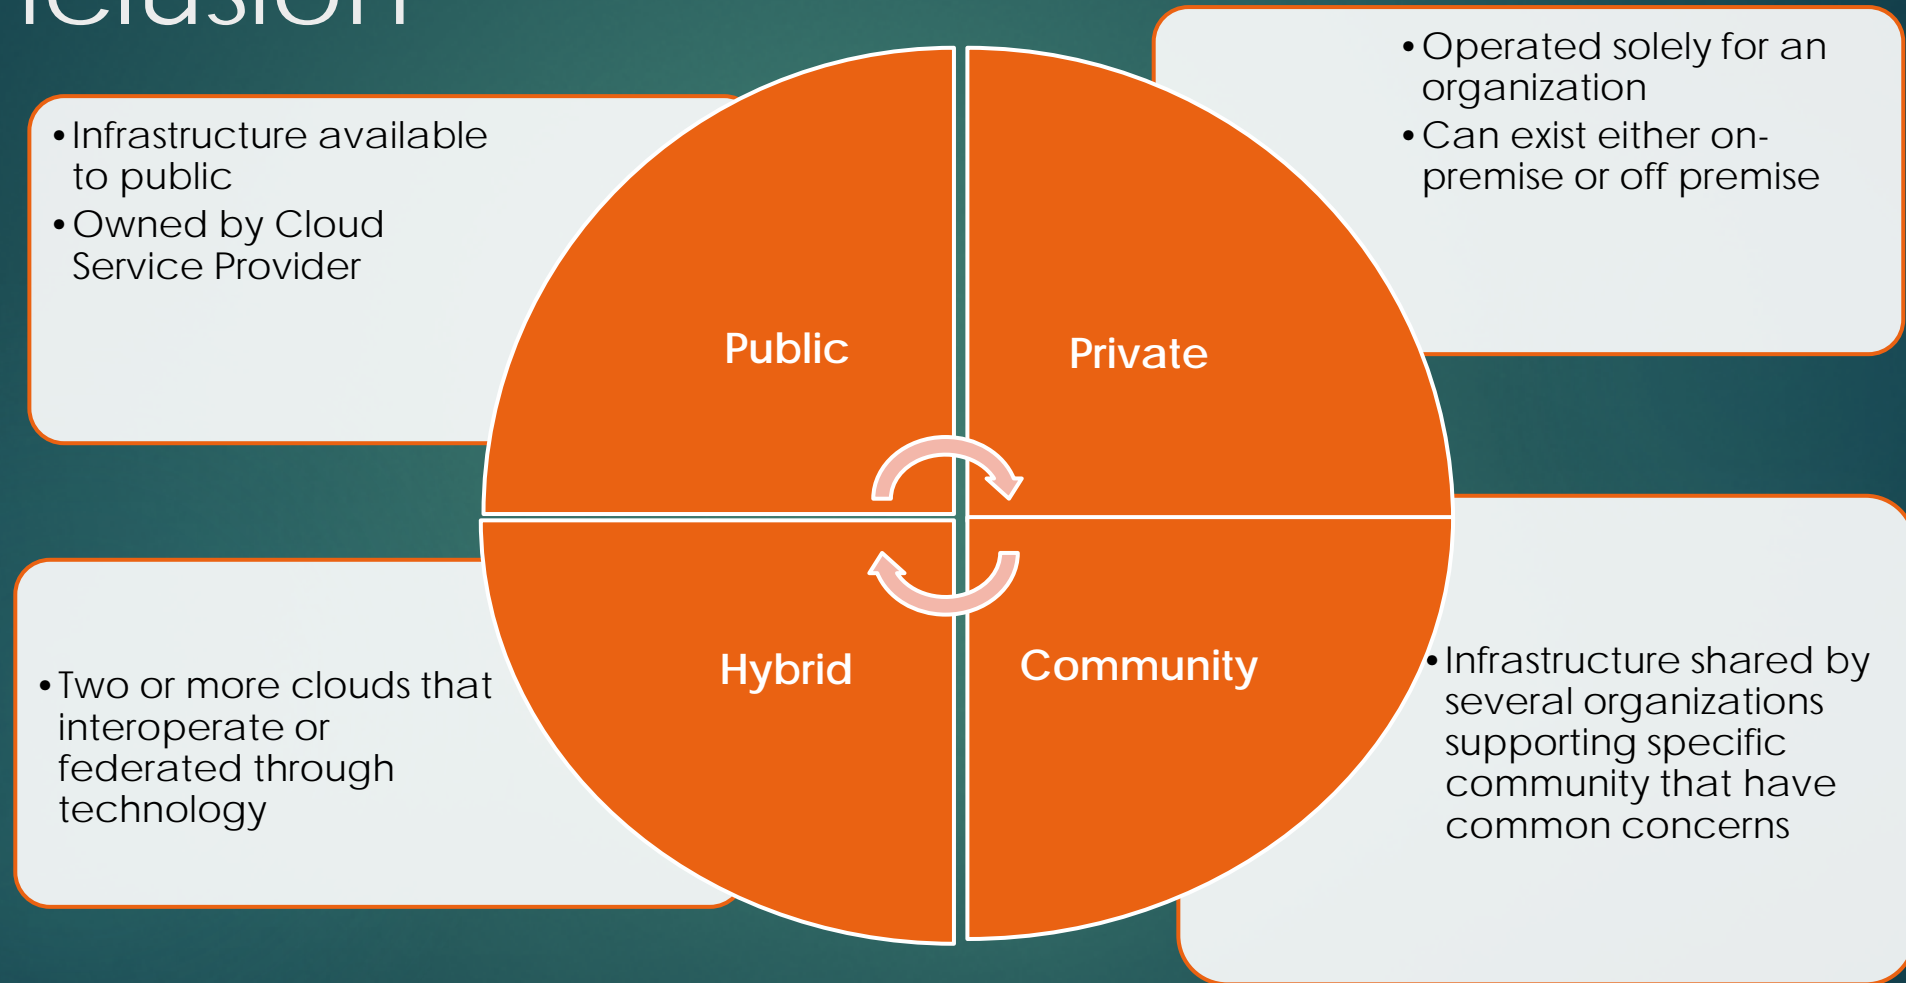 • Infrastructure available
to public
• Owned by Cloud
Service Provider
• Operated solely for an
organization
• Can exist either on-
premise or off premise
Public
Private
Hybrid
Community
• Two or more clouds that
interoperate or
federated through
technology
• Infrastructure shared by
several organizations
supporting specific
community that have
common concerns